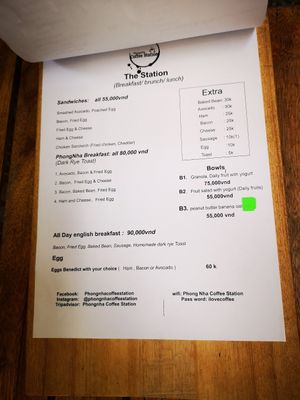 Coffee Station
The Station
(Breakfast/ brunch/ lunch)
Sandwiches: all 55,000vnd
Smashed Avocado, Poached Egg
Bacon, Fried Egg
Fried Egg & Cheese
Ham & Cheese
Chicken Sandwich (Fried chicken, Chedder)
PhongNha Breakfast: all 80,000 vnd
(Dark Rye Toast)
1. Avocado, Bacon & Fried Egg
2. Bacon, Fried Egg & Cheese
3. Bacon, Baked Bean, Fried Egg
4. Ham and Cheese, Fried Egg
Extra
Baked Bean: 30k
Avocado : 30k
Ham : 25k
Bacon : 25k
Cheese : 25k
Sausage : 10k(1)
Egg : 10k
Toast : 5k
Bowls
B1. Granola, Daily fruit with yogurt
75,000vnd
B2. Fruit salad with yogurt (Daily fruits)
55,000 vnd
B3. peanut butter banana
55,000 vnd
All Day english breakfast : 90,000vnd
Bacon, Fried Egg, Baked Bean, Sausage, Homemade dark rye Toast
Egg
Eggs Benedict with your choice ( Ham , Bacon or Avocado ) 60 k
Facebook: Phongnhacoffeestation
Instagram: @phongnhacoffeestation
Tripadvisor: Phongnha Coffee Station
wifi: Phong Nha Coffee Station
Pass word: ilovecoffee